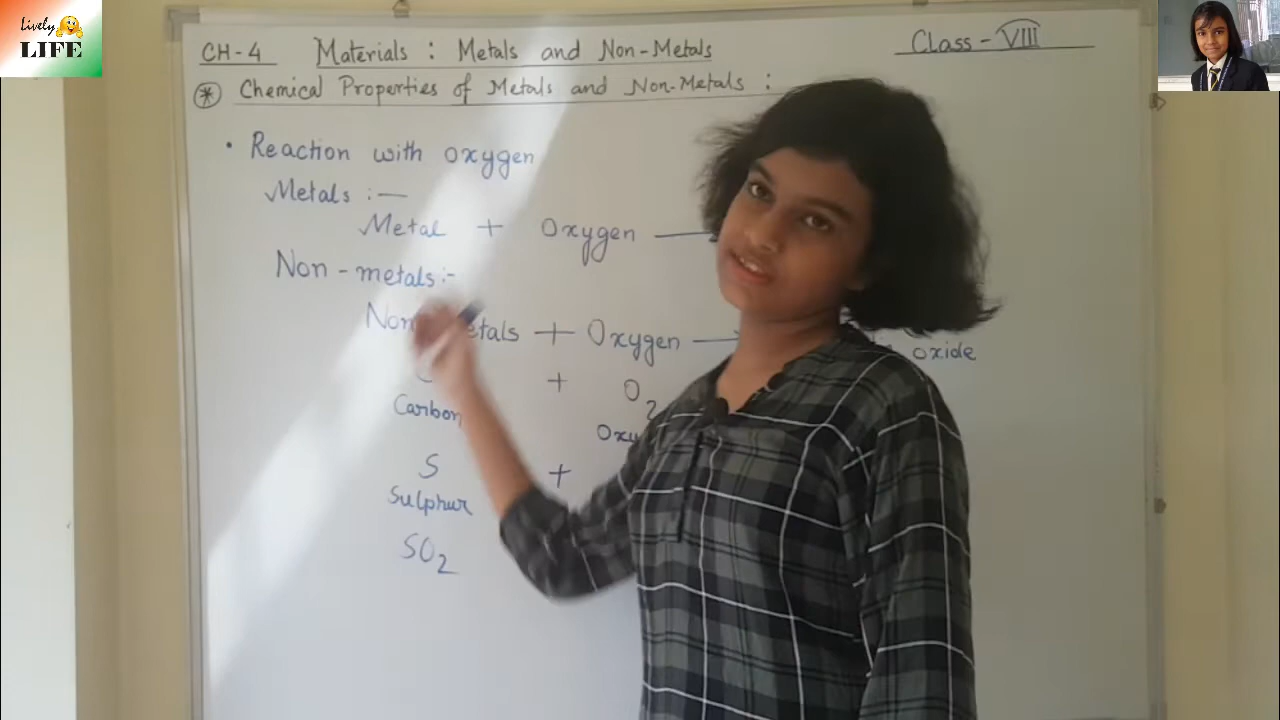 Lively
LIFE
CH-4 Materials : Metals and Non-Metals
Class - VIII
* Chemical Properties of Metals and Non-Metals :
• Reaction with oxygen
Metals :—
Metal + Oxygen →
Non-metals:-
+ Oxygen → oxide
+ O2
Carbon
S +
Sulphur
SO2